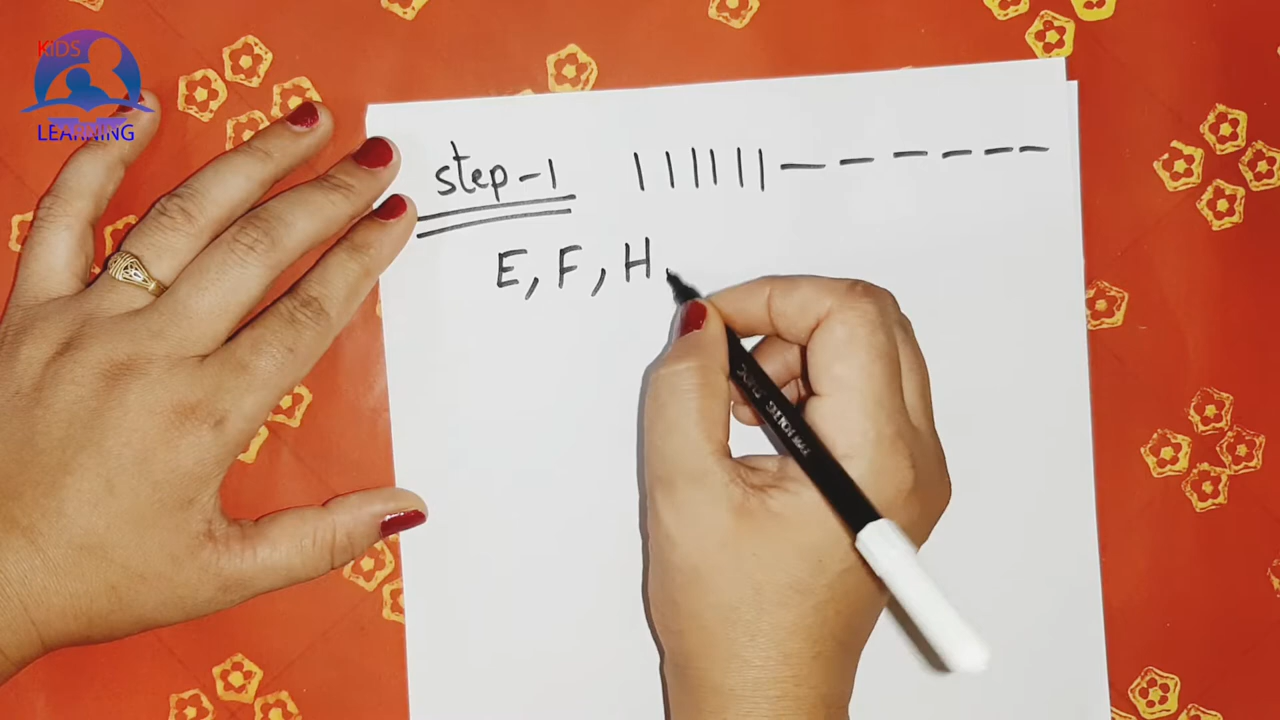 KiDS
LEARNING
step-1 | | | | | | — — — — — —
E, F, H